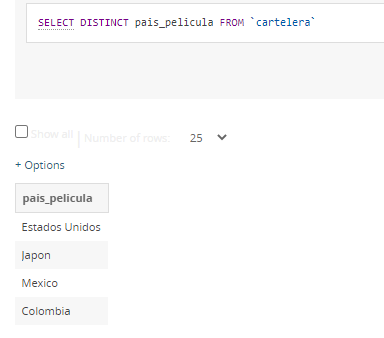 SELECT DISTINCT pais_pelicula FROM `cartelera`
Show all | Number of rows: 25
+ Options
pais_pelicula
Estados Unidos
Japon
Mexico
Colombia